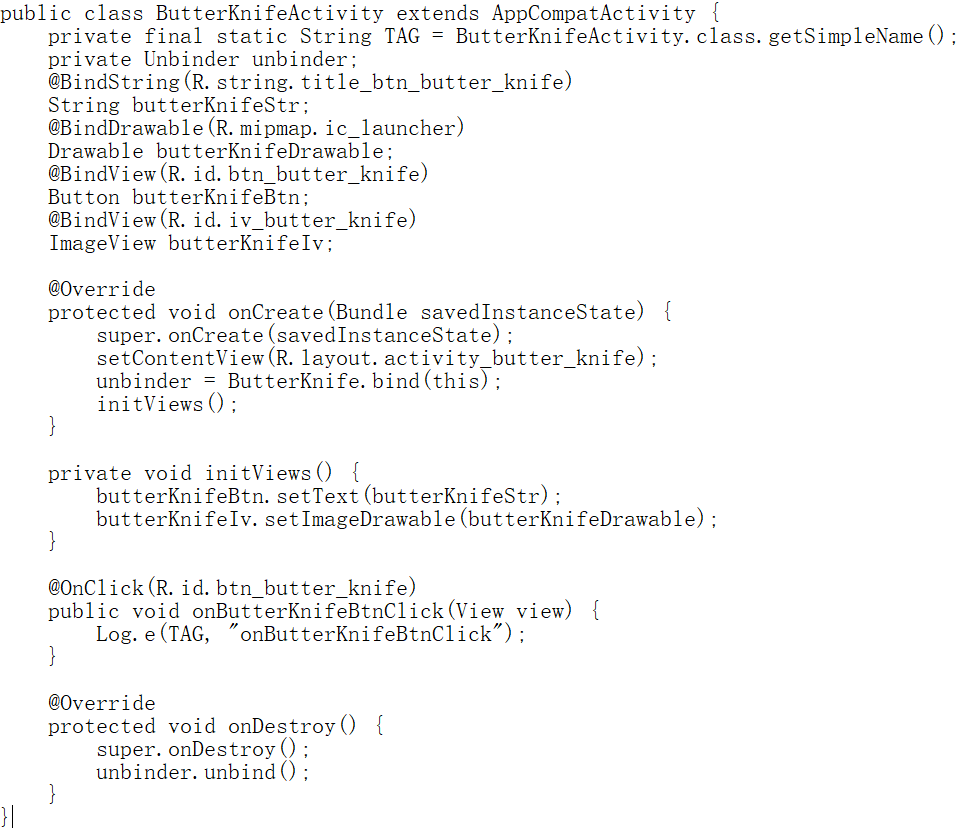 public class ButterKnifeActivity extends AppCompatActivity {
    private final static String TAG = ButterKnifeActivity.class.getSimpleName();
    private Unbinder unbinder;
    @BindString(R.string.title_btn_butter_knife)
    String butterKnifeStr;
    @BindDrawable(R.mipmap.ic_launcher)
    Drawable butterKnifeDrawable;
    @BindView(R.id.btn_butter_knife)
    Button butterKnifeBtn;
    @BindView(R.id.iv_butter_knife)
    ImageView butterKnifeIv;

    @Override
    protected void onCreate(Bundle savedInstanceState) {
        super.onCreate(savedInstanceState);
        setContentView(R.layout.activity_butter_knife);
        unbinder = ButterKnife.bind(this);
        initViews();
    }

    private void initViews() {
        butterKnifeBtn.setText(butterKnifeStr);
        butterKnifeIv.setImageDrawable(butterKnifeDrawable);
    }

    @OnClick(R.id.btn_butter_knife)
    public void onButterKnifeBtnClick(View view) {
        Log.e(TAG, "onButterKnifeBtnClick");
    }

    @Override
    protected void onDestroy() {
        super.onDestroy();
        unbinder.unbind();
    }
}